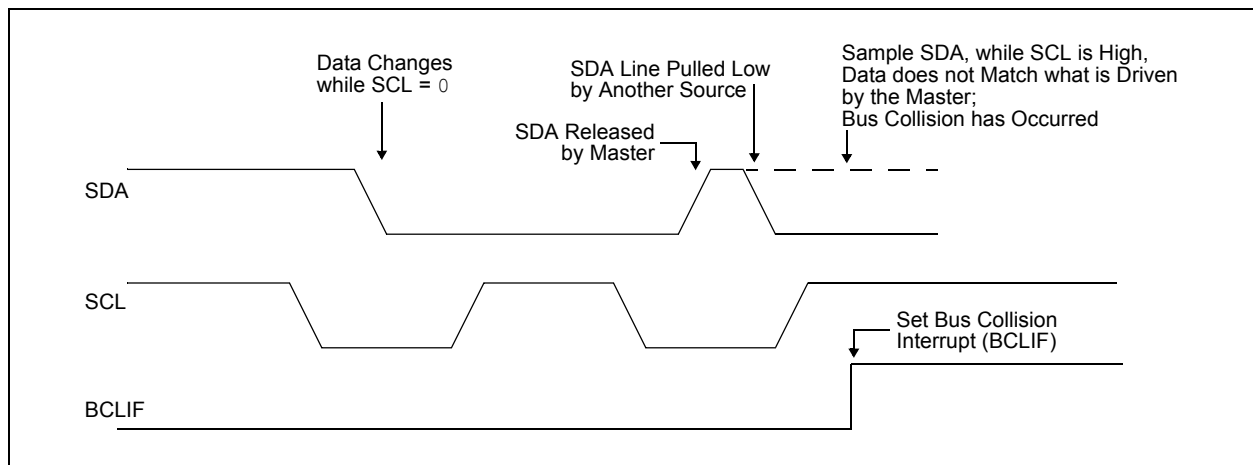 Data Changes
while SCL = 0
SDA Line Pulled Low
by Another Source
SDA Released
by Master
Sample SDA, while SCL is High,
Data does not Match what is Driven
by the Master;
Bus Collision has Occurred
SDA
SCL
Set Bus Collision
Interrupt (BCLIF)
BCLIF